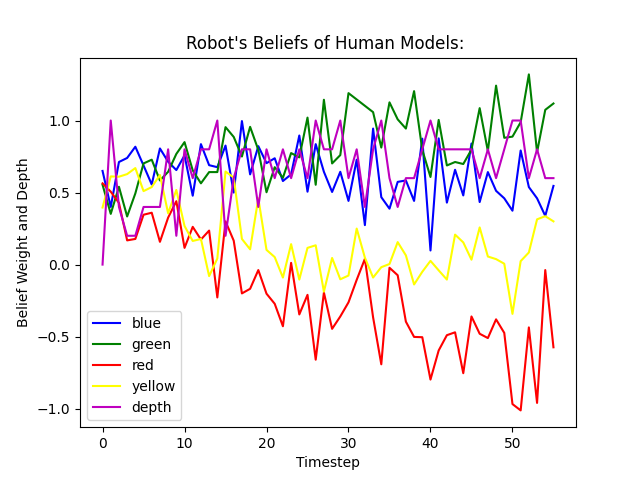 Robot's Beliefs of Human Models:
Belief Weight and Depth
1.0
0.5
0.0
−0.5
−1.0
blue
green
red
yellow
depth
0
10
20
30
40
50
Timestep